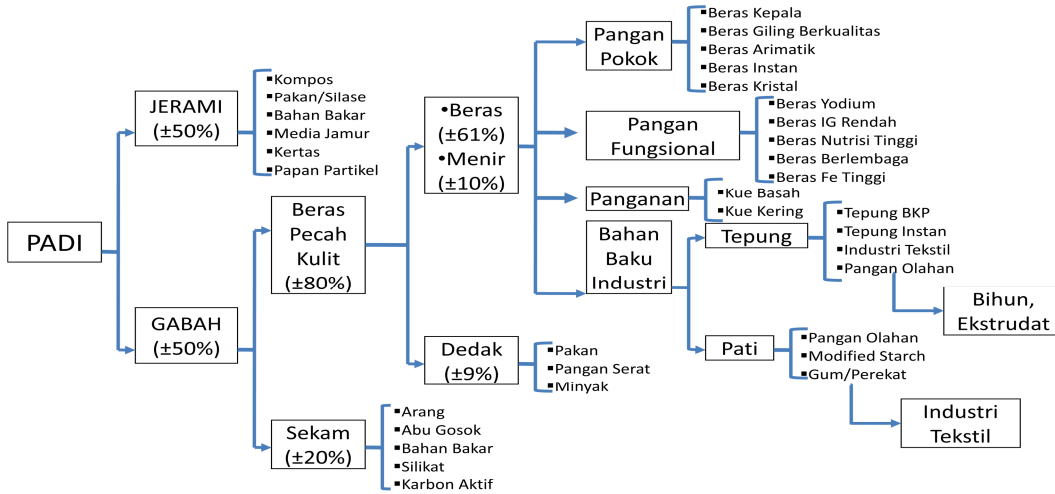 PADI
JERAMI
(±50%)
▪Kompos
▪Pakan/Silase
▪Bahan Bakar
▪Media Jamur
▪Kertas
▪Papan Partikel
GABAH
(±50%)
Beras
Pecah
Kulit
(±80%)
Sekam
(±20%)
▪Arang
▪Abu Gosok
▪Bahan Bakar
▪Silikat
▪Karbon Aktif
•Beras
(±61%)
•Menir
(±10%)
Dedak
(±9%)
▪Pakan
▪Pangan Serat
▪Minyak
Pangan
Pokok
▪Beras Kepala
▪Beras Giling Berkualitas
▪Beras Arimatik
▪Beras Instan
▪Beras Kristal
Pangan
Fungsional
▪Beras Yodium
▪Beras IG Rendah
▪Beras Nutrisi Tinggi
▪Beras Berlembaga
▪Beras Fe Tinggi
Panganan
▪Kue Basah
▪Kue Kering
Bahan
Baku
Industri
Tepung
▪Tepung BKP
▪Tepung Instan
▪Industri Tekstil
▪Pangan Olahan
Bihun,
Ekstrudat
Pati
▪Pangan Olahan
▪Modified Starch
▪Gum/Perekat
Industri
Tekstil